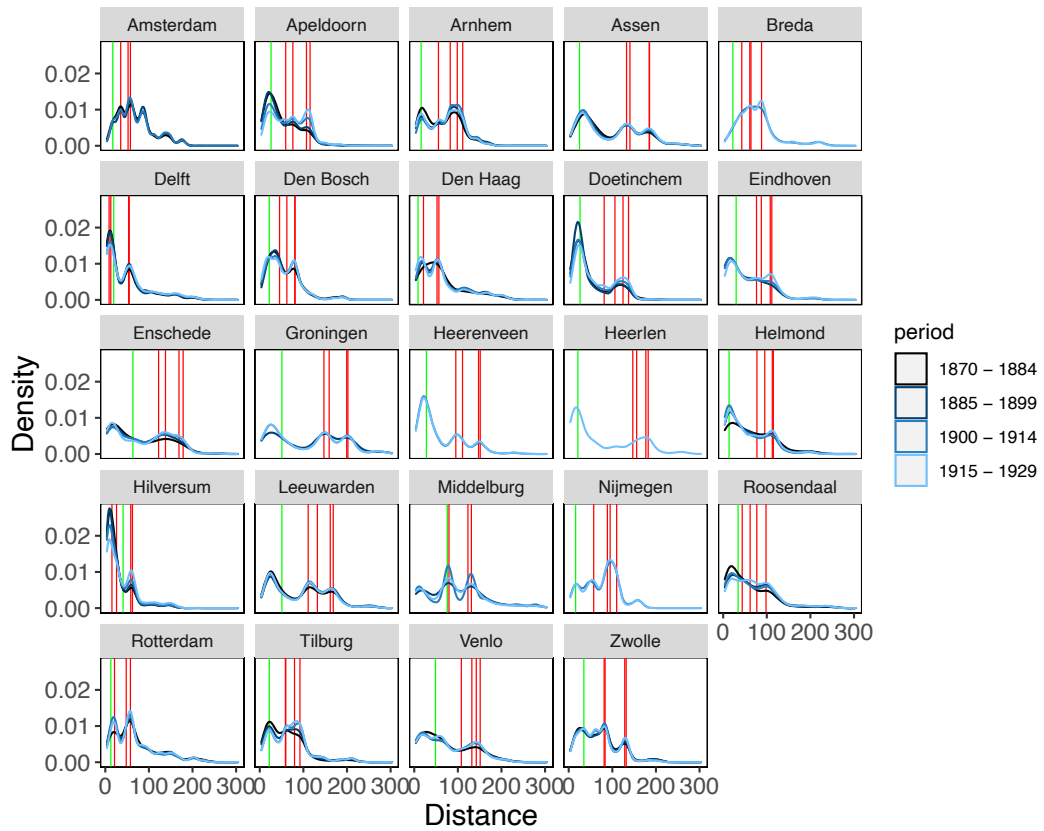 Amsterdam Apeldoorn Arnhem Assen Breda
0.02
0.01
0.00
Delft Den Bosch Den Haag Doetinchem Eindhoven
0.02
0.01
0.00
Enschede Groningen Heerenveen Heerlen Helmond
0.02
0.01
0.00
Hilversum Leeuwarden Middelburg Nijmegen Roosendaal
0.02
0.01
0.00
0 100 200 300
Rotterdam Tilburg Venlo Zwolle
0.02
0.01
0.00
0 100 200 300 0 100 200 300 0 100 200 300 0 100 200 300
Distance
Density
period
1870 − 1884
1885 − 1899
1900 − 1914
1915 − 1929